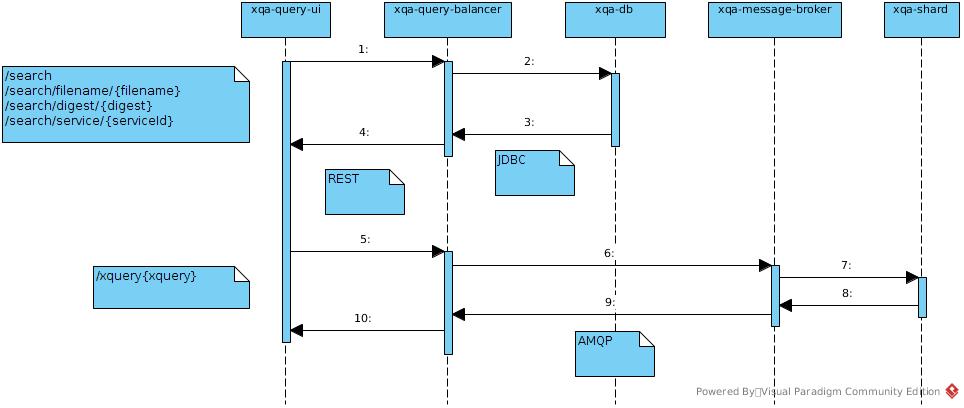 xqa-query-ui
xqa-query-balancer
xqa-db
xqa-message-broker
xqa-shard
1:
2:
/search
/search/filename/{filename}
/search/digest/{digest}
/search/service/{serviceId}
3:
4:
JDBC
REST
5:
6:
7:
/xquery{xquery}
8:
9:
10:
AMQP
Powered By Visual Paradigm Community Edition